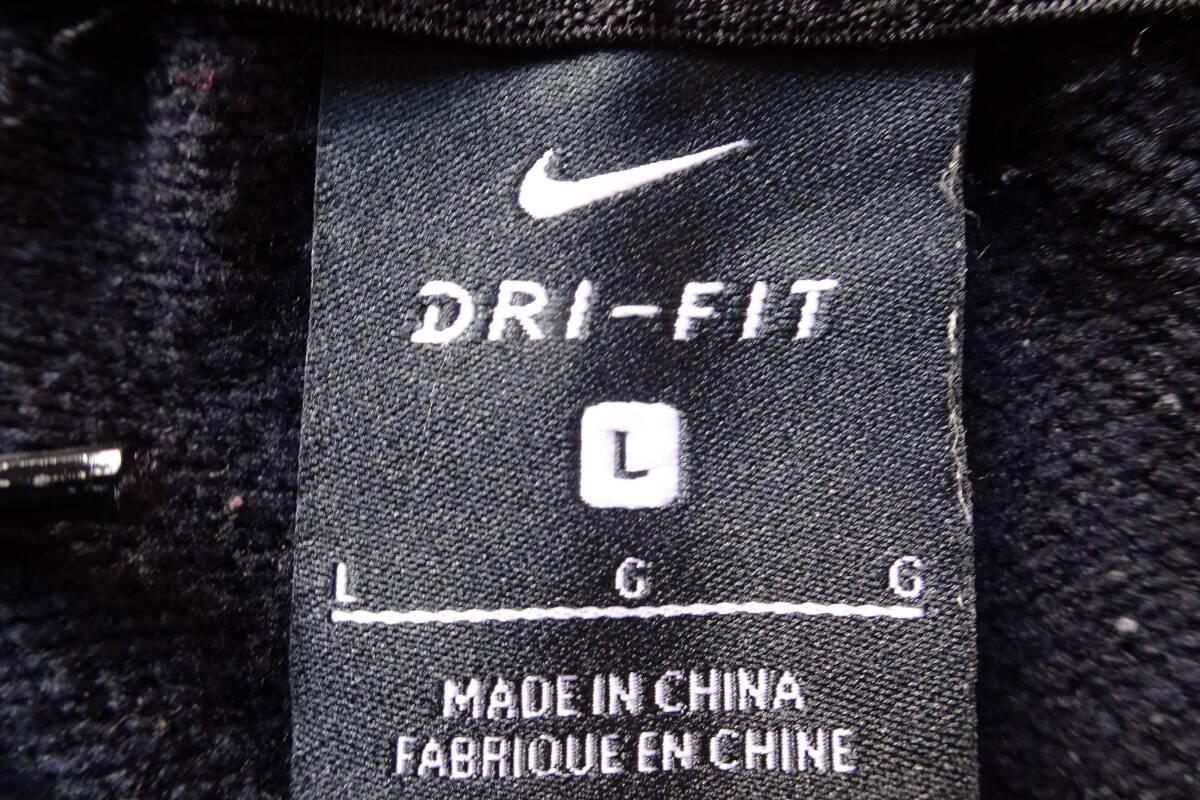 DRI-FIT
L
L G G
MADE IN CHINA
FABRIQUE EN CHINE